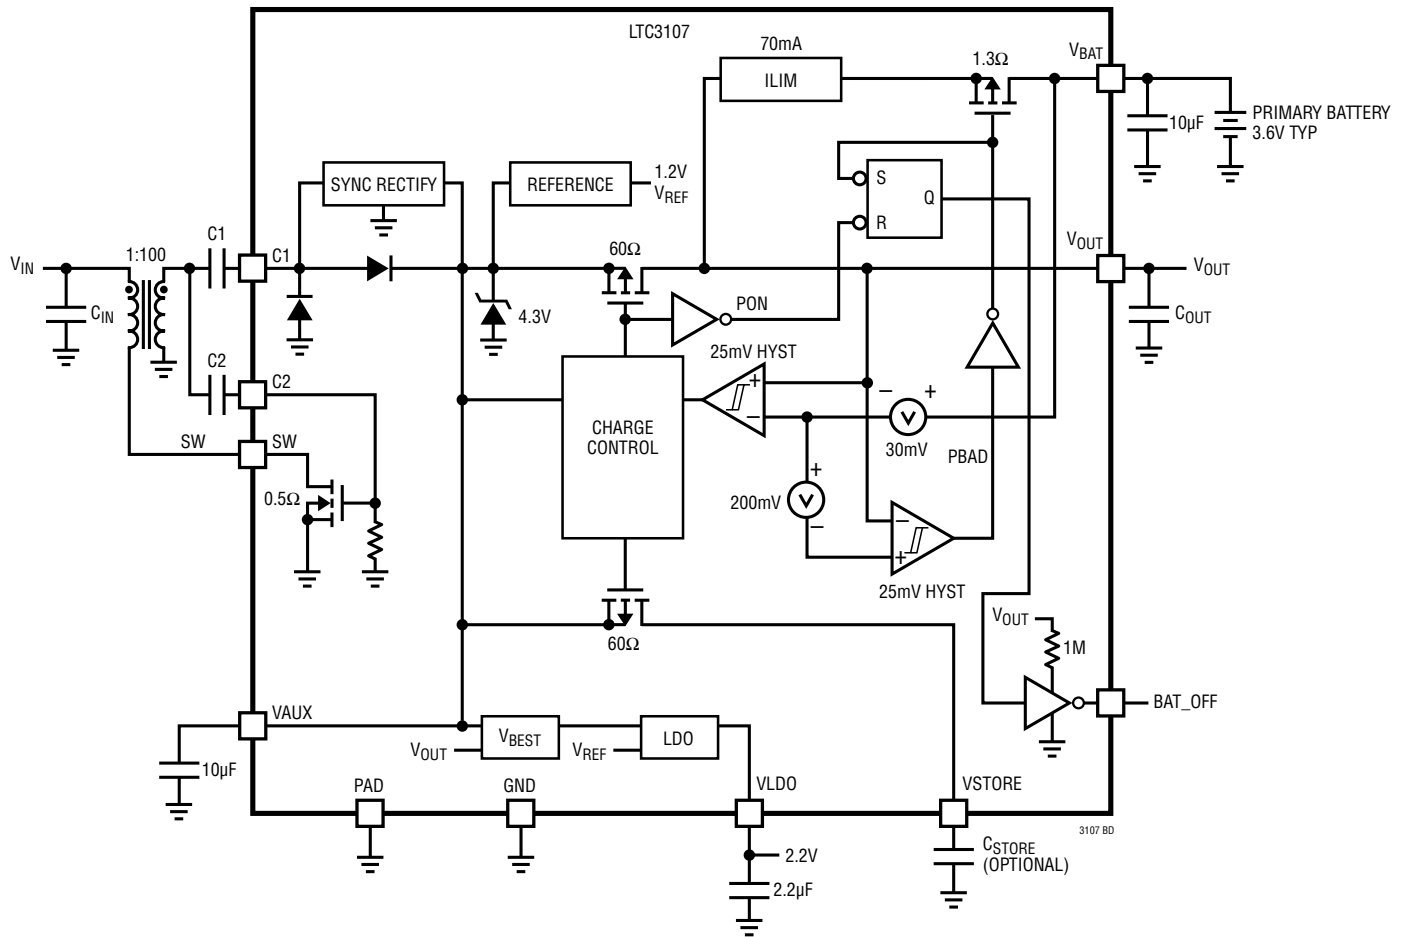 LTC3107
70mA
ILIM
1.3Ω
VBAT
10µF
PRIMARY BATTERY
3.6V TYP
SYNC RECTIFY
REFERENCE
1.2V
VREF
S
Q
R
VIN
CIN
1:100
C1
C1
60Ω
VOUT
VOUT
COUT
4.3V
PON
25mV HYST
C2
C2
+
–
–
+
30mV
CHARGE
CONTROL
SW
SW
0.5Ω
PBAD
+
200mV
–
–
+
25mV HYST
VOUT
1M
60Ω
BAT_OFF
VAUX
VBEST
LDO
VOUT
VREF
10µF
PAD
GND
VLDO
VSTORE
3107 BD
2.2V
2.2µF
CSTORE
(OPTIONAL)